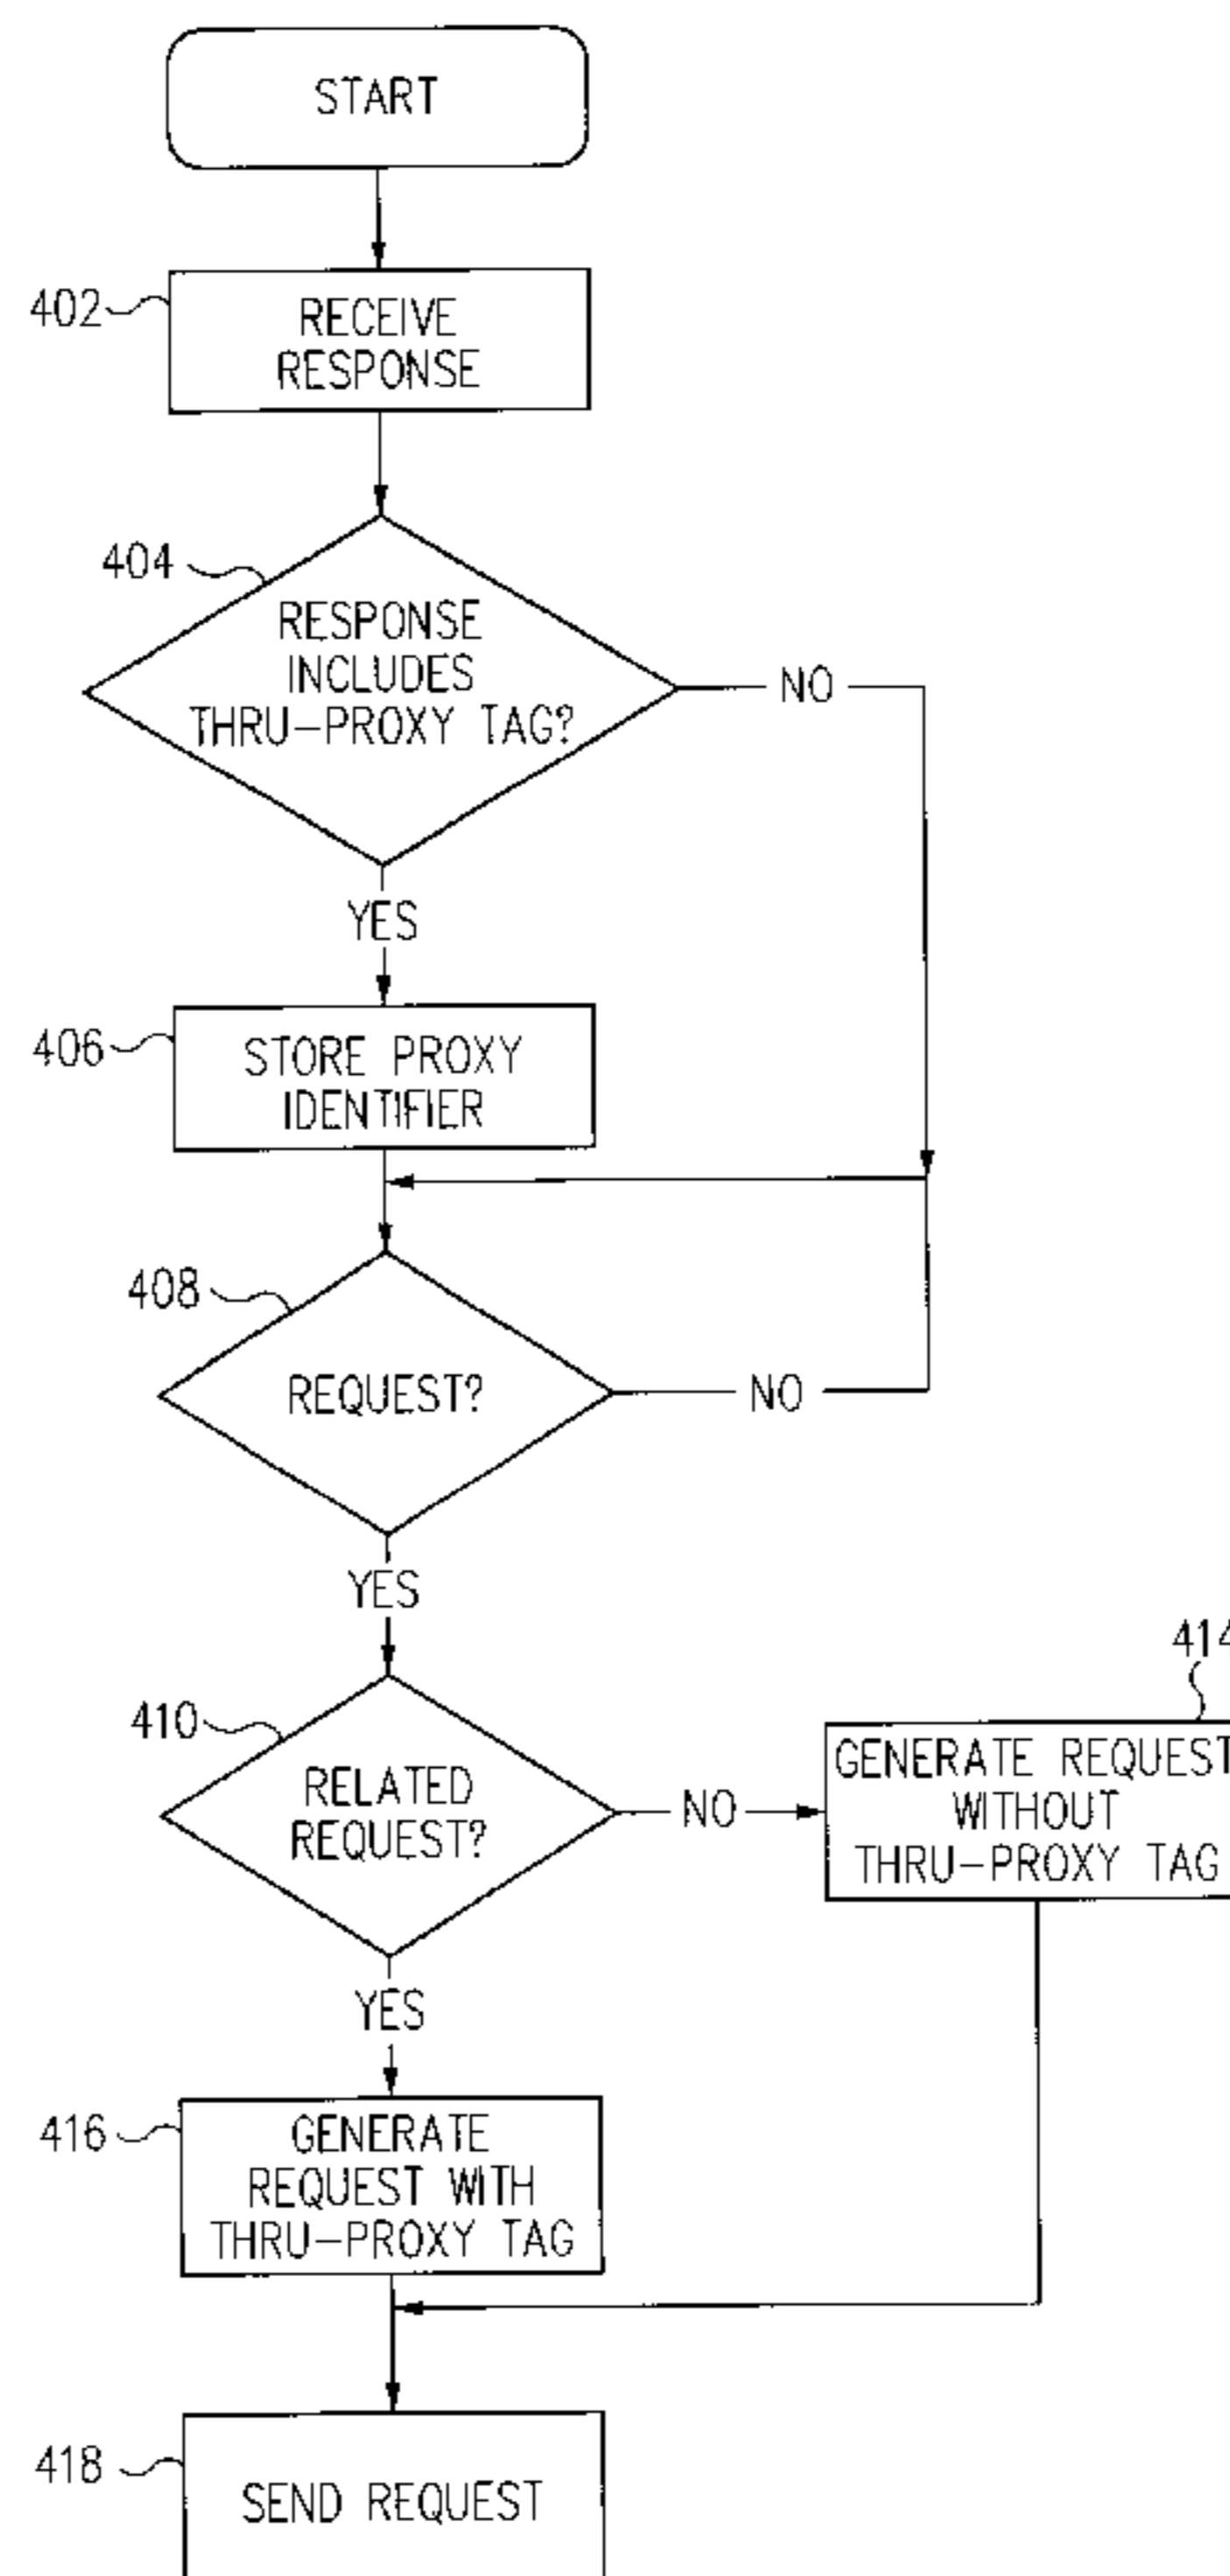 START
402
RECEIVE
RESPONSE
404
RESPONSE
INCLUDES
THRU-PROXY TAG?
NO
YES
406
STORE PROXY
IDENTIFIER
408
REQUEST?
NO
YES
410
RELATED
REQUEST?
NO
414
GENERATE REQUEST
WITHOUT
THRU-PROXY TAG
YES
416
GENERATE
REQUEST WITH
THRU-PROXY TAG
418
SEND REQUEST